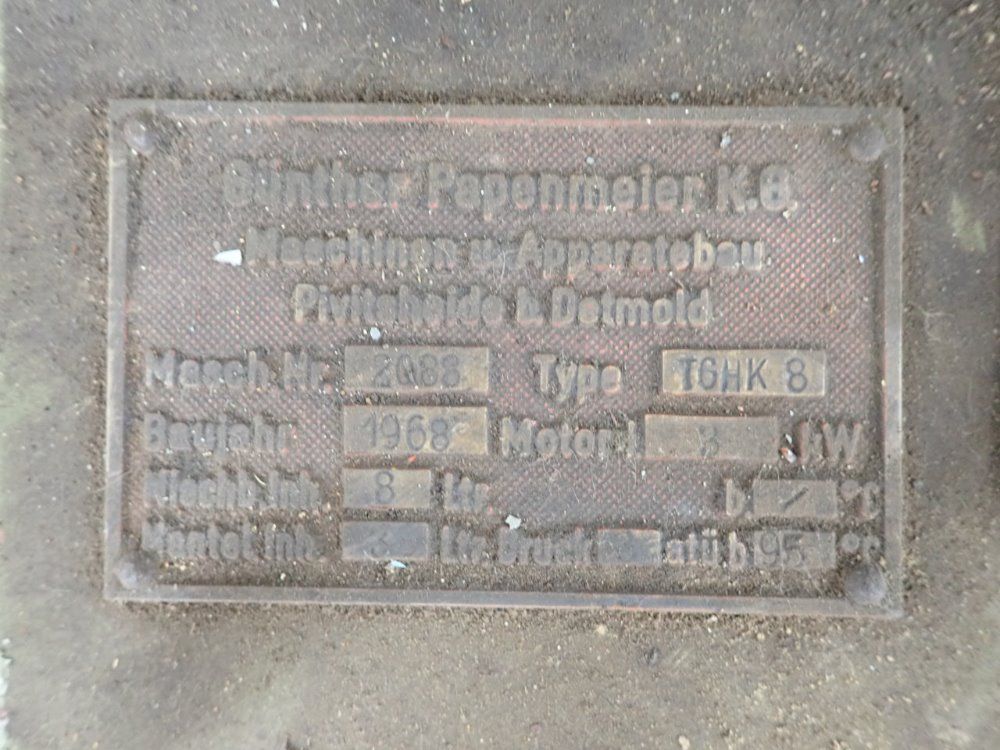 Günther Papenmeier K.G.
Maschinen u. Apparatebau
Pivitsheide b. Detmold
Masch. Nr. 2088 Type TGHK 8
Baujahr 1968 Motor kW
Mischb. Inh. 8 Ltr. b. / °C
Mantel Inh. Ltr. Druck atü b. 95 °C